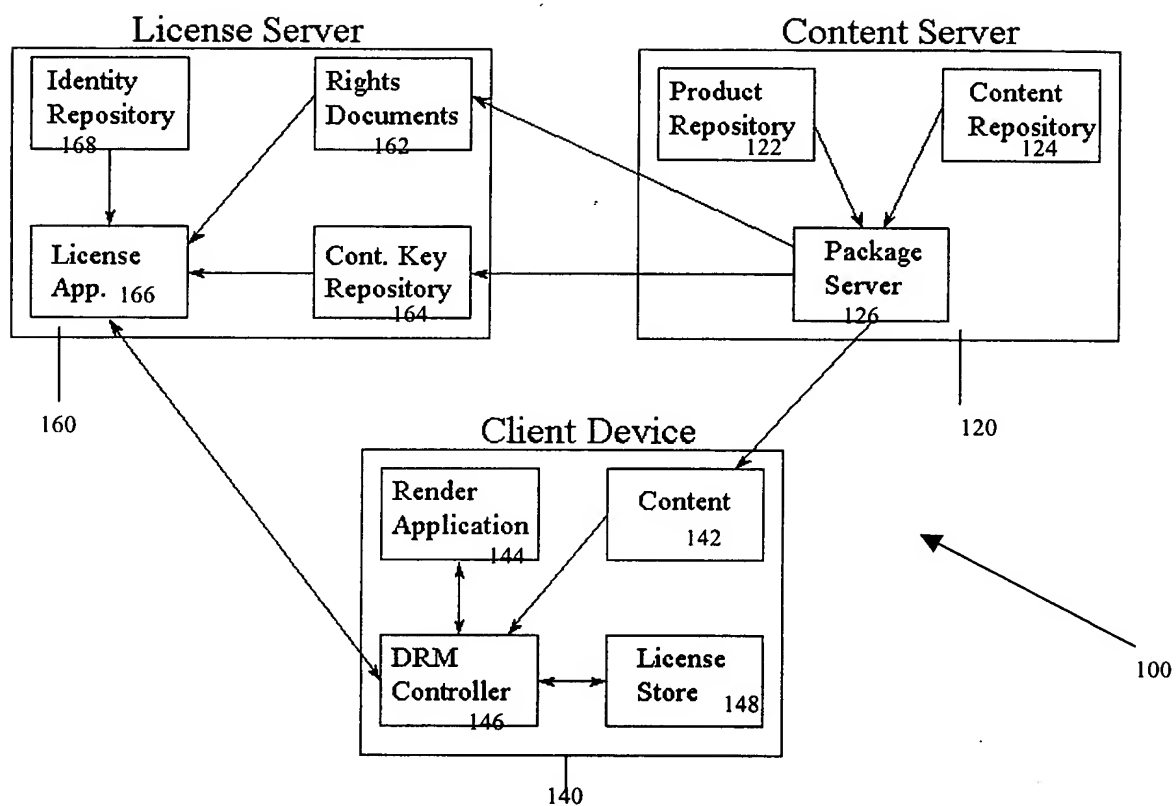 License Server
Identity
Repository
168
Rights
Documents
162
License
App. 166
Cont. Key
Repository
164
160
Content Server
Product
Repository
122
Content
Repository
124
Package
Server
126
120
Client Device
Render
Application
144
Content
142
DRM
Controller
146
License
Store
148
140
100